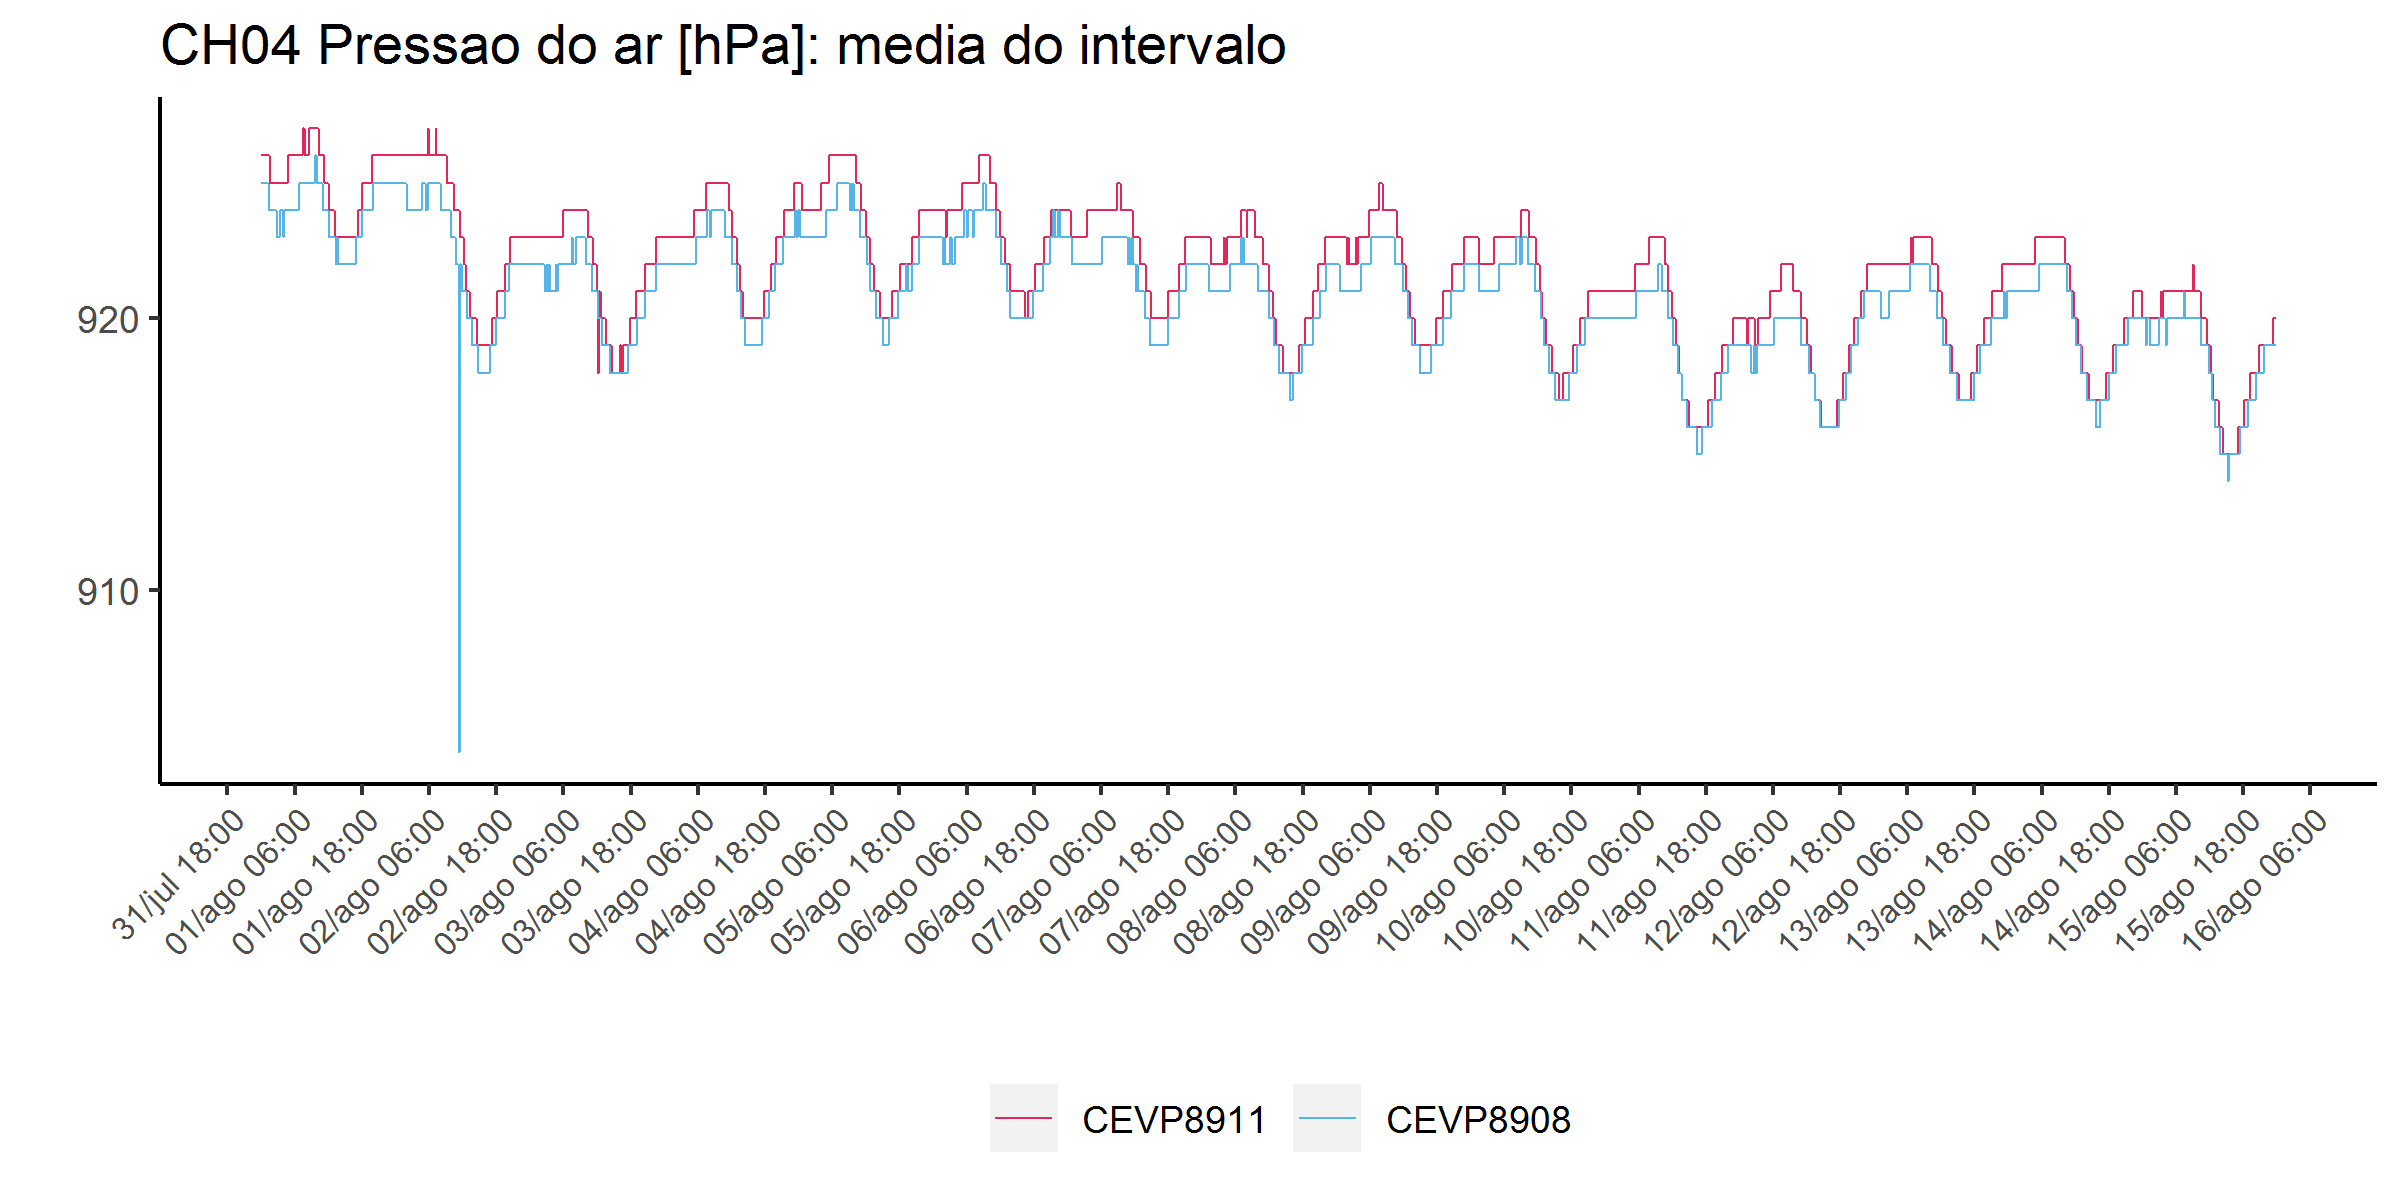 CH04 Pressao do ar [hPa]: media do intervalo
920
910
31/jul 18:00
01/ago 06:00
01/ago 18:00
02/ago 06:00
02/ago 18:00
03/ago 06:00
03/ago 18:00
04/ago 06:00
04/ago 18:00
05/ago 06:00
05/ago 18:00
06/ago 06:00
06/ago 18:00
07/ago 06:00
07/ago 18:00
08/ago 06:00
08/ago 18:00
09/ago 06:00
09/ago 18:00
10/ago 06:00
10/ago 18:00
11/ago 06:00
11/ago 18:00
12/ago 06:00
12/ago 18:00
13/ago 06:00
13/ago 18:00
14/ago 06:00
14/ago 18:00
15/ago 06:00
15/ago 18:00
16/ago 06:00
CEVP8911
CEVP8908